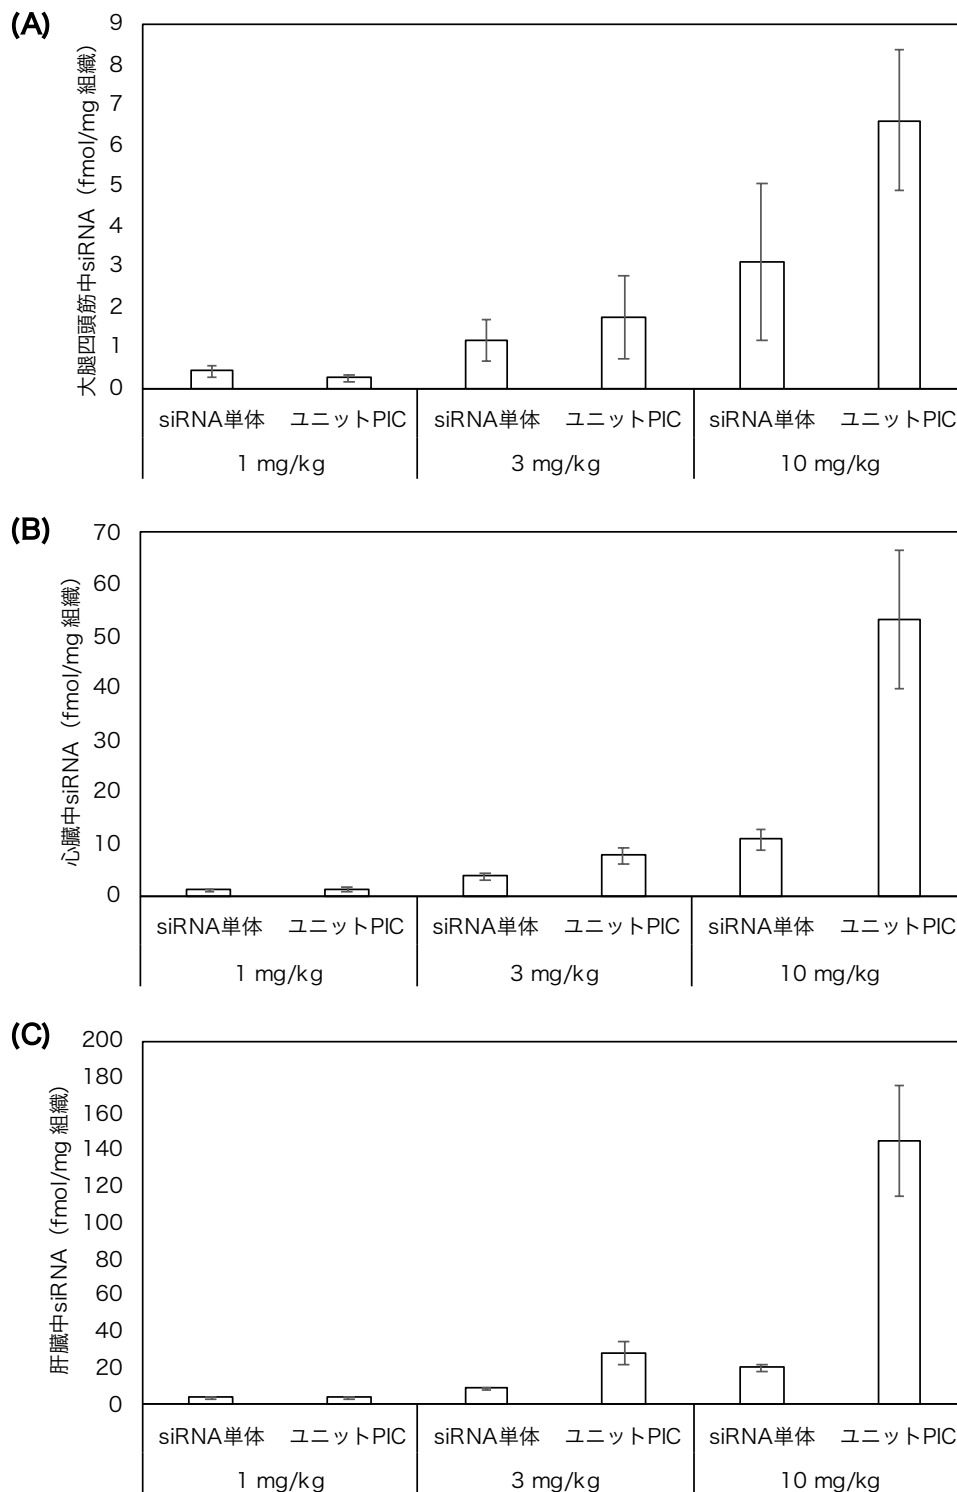 (A)
大腿四頭筋中siRNA（fmol/mg 組織）
9
8
7
6
5
4
3
2
1
0
siRNA単体 ユニットPIC siRNA単体 ユニットPIC siRNA単体 ユニットPIC
1 mg/kg 3 mg/kg 10 mg/kg
(B)
心臓中siRNA（fmol/mg 組織）
70
60
50
40
30
20
10
0
siRNA単体 ユニットPIC siRNA単体 ユニットPIC siRNA単体 ユニットPIC
1 mg/kg 3 mg/kg 10 mg/kg
(C)
肝臓中siRNA（fmol/mg 組織）
200
180
160
140
120
100
80
60
40
20
0
siRNA単体 ユニットPIC siRNA単体 ユニットPIC siRNA単体 ユニットPIC
1 mg/kg 3 mg/kg 10 mg/kg